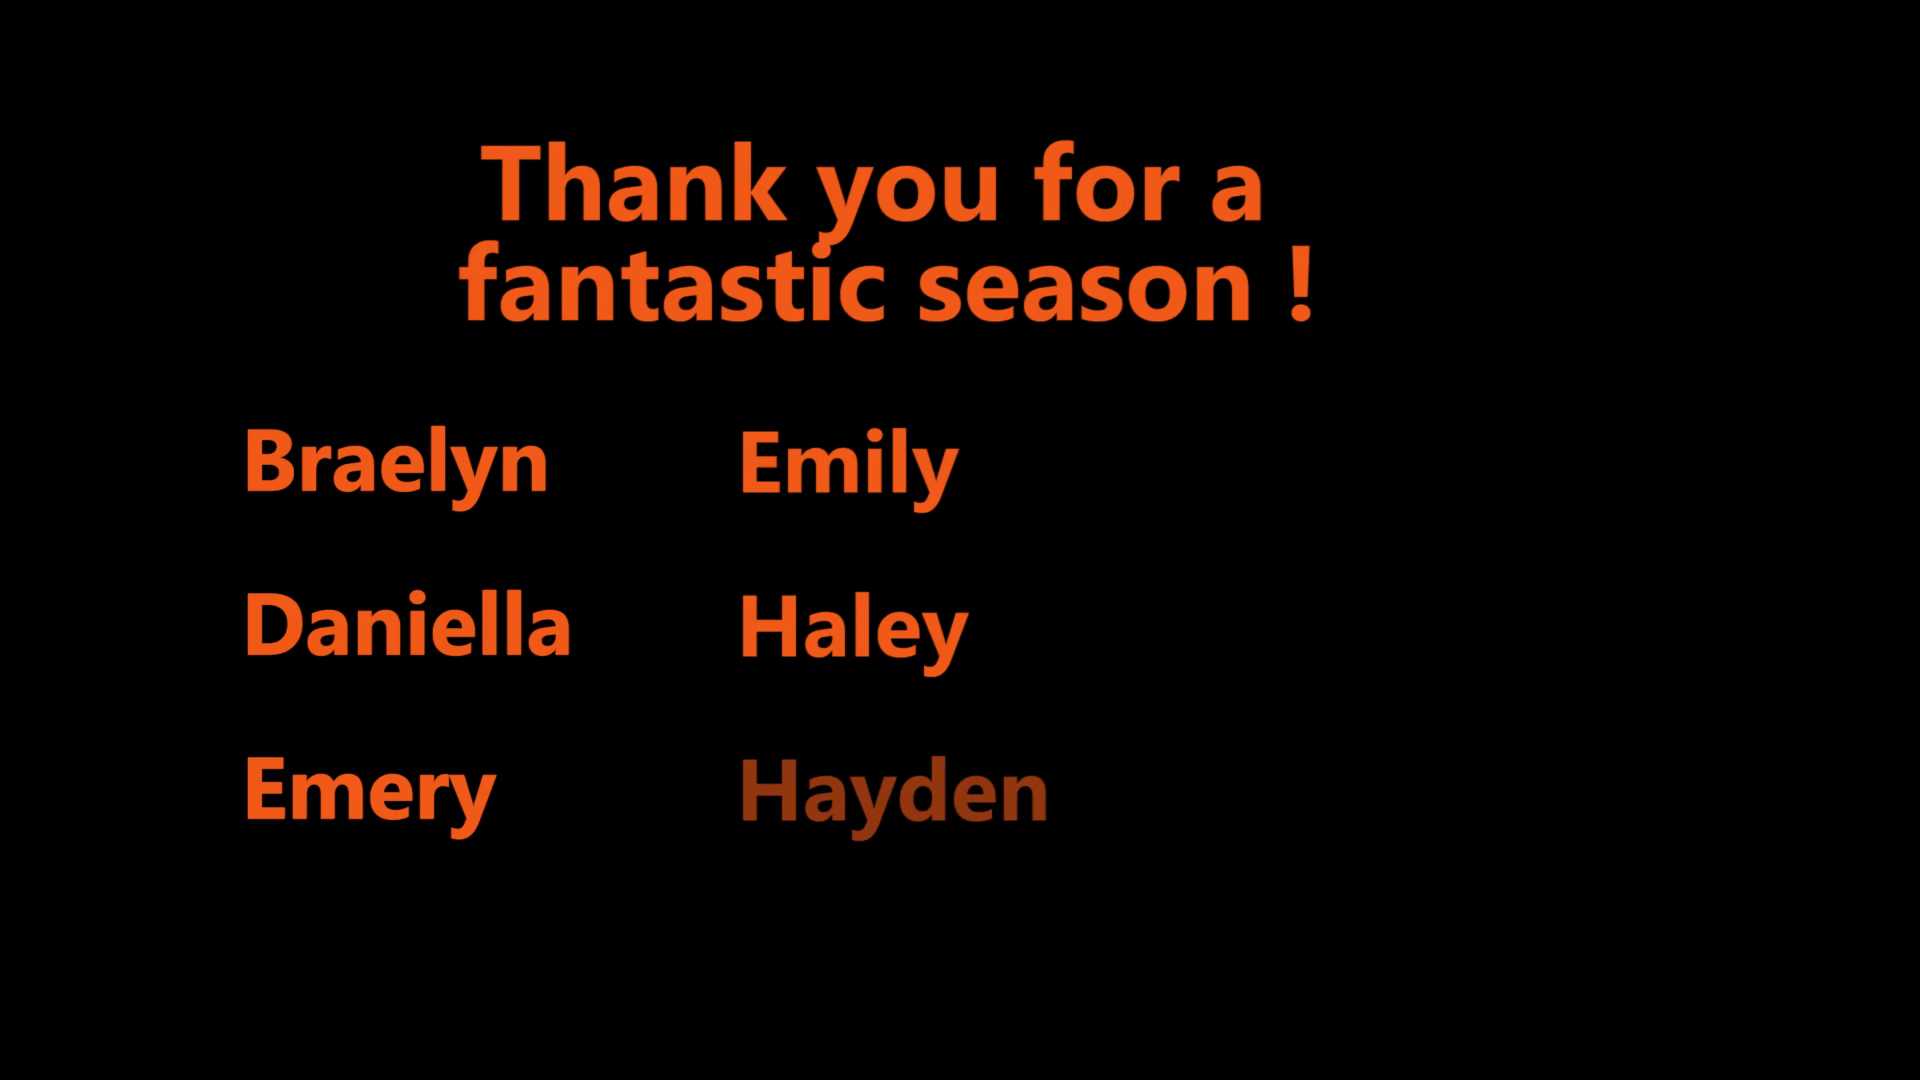 Thank you for a
fantastic season !
Braelyn
Daniella
Emery
Emily
Haley
Hayden